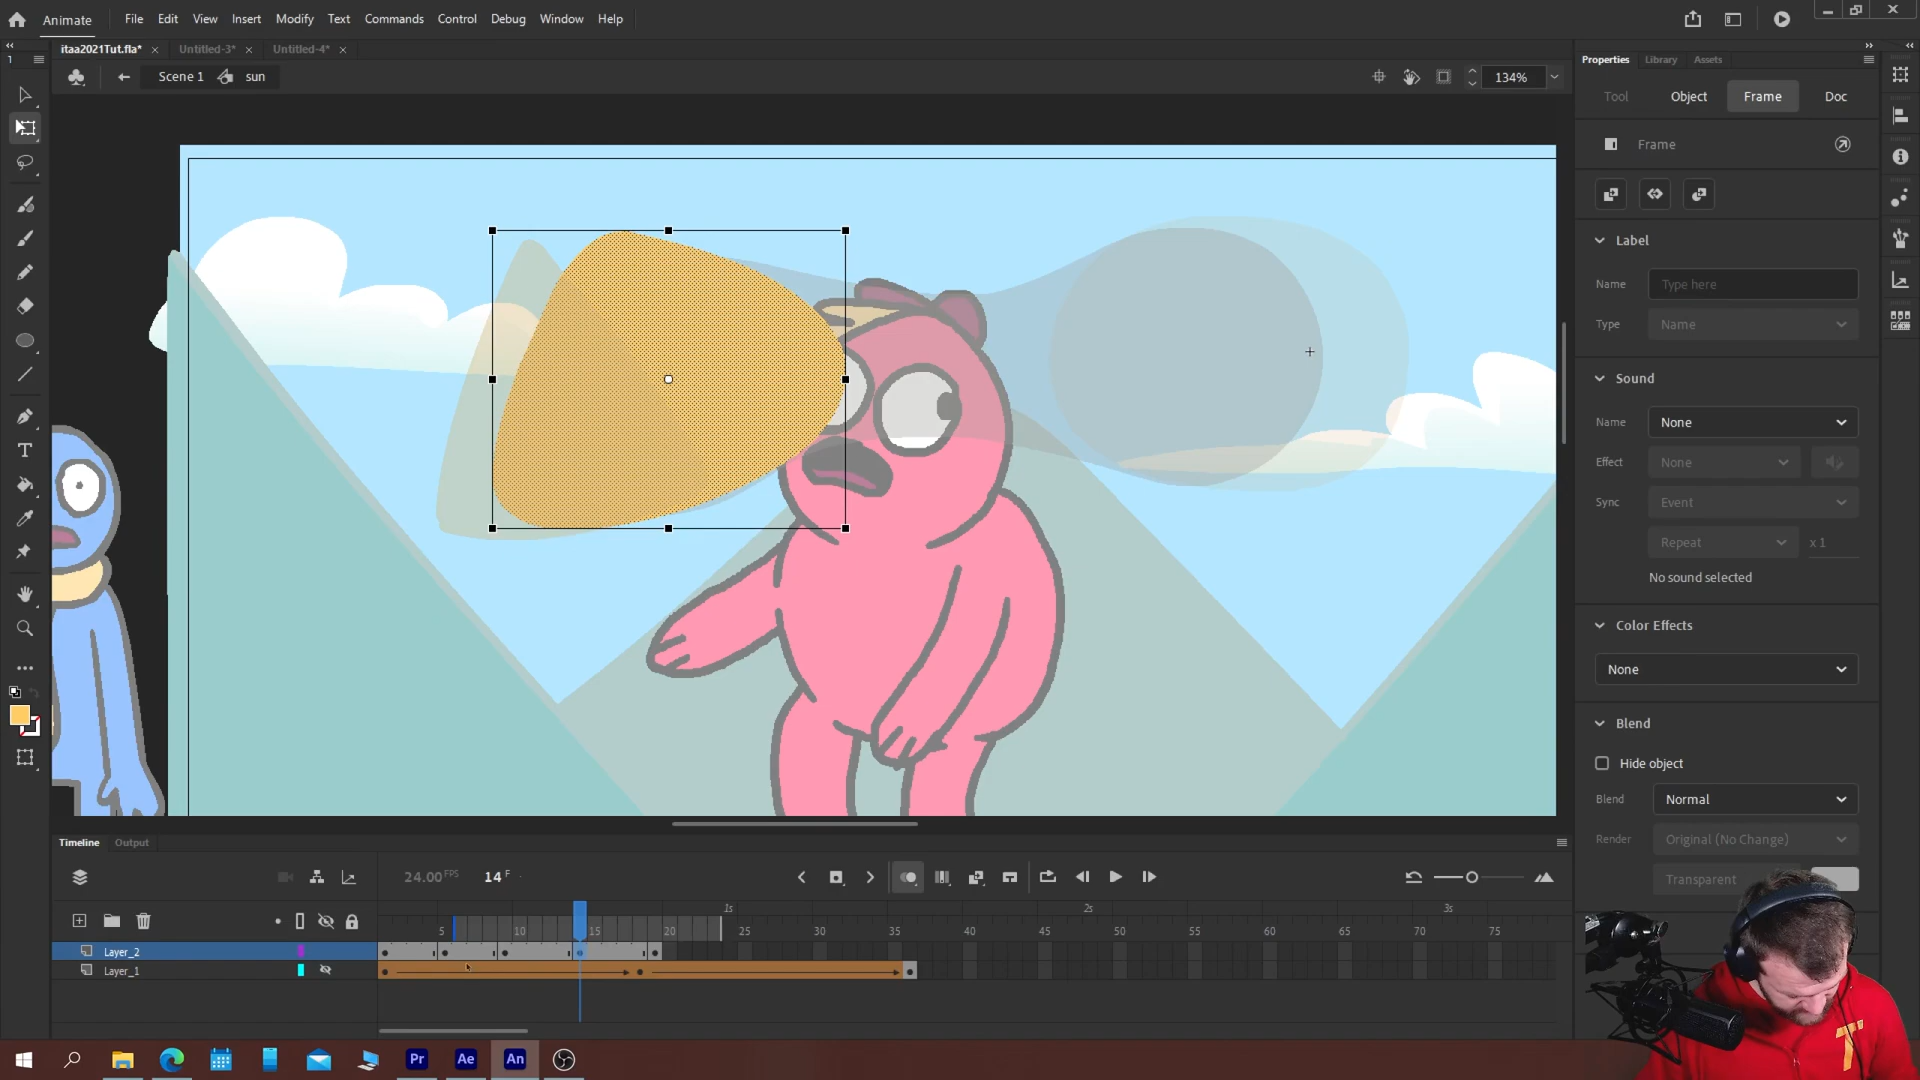 Animate File Edit View Insert Modify Text Commands Control Debug Window Help
itaa2021Tut.fla* × Untitled-3* × Untitled-4* ×
1
Scene 1 sun 134%
Properties Library Assets
Tool Object Frame Doc
Frame
Label
Name Type here
Type Name
Sound
Name None
Effect None
Sync Event
Repeat x 1
No sound selected
Color Effects
None
Blend
Hide object
Blend Normal
Render Original (No Change)
Transparent
T
Timeline Output
24.00 FPS 14 F
1s 2s 3s
5 10 15 20 25 30 35 40 45 50 55 60 65 70 75
Layer_2
Layer_1
Pr Ae An
T